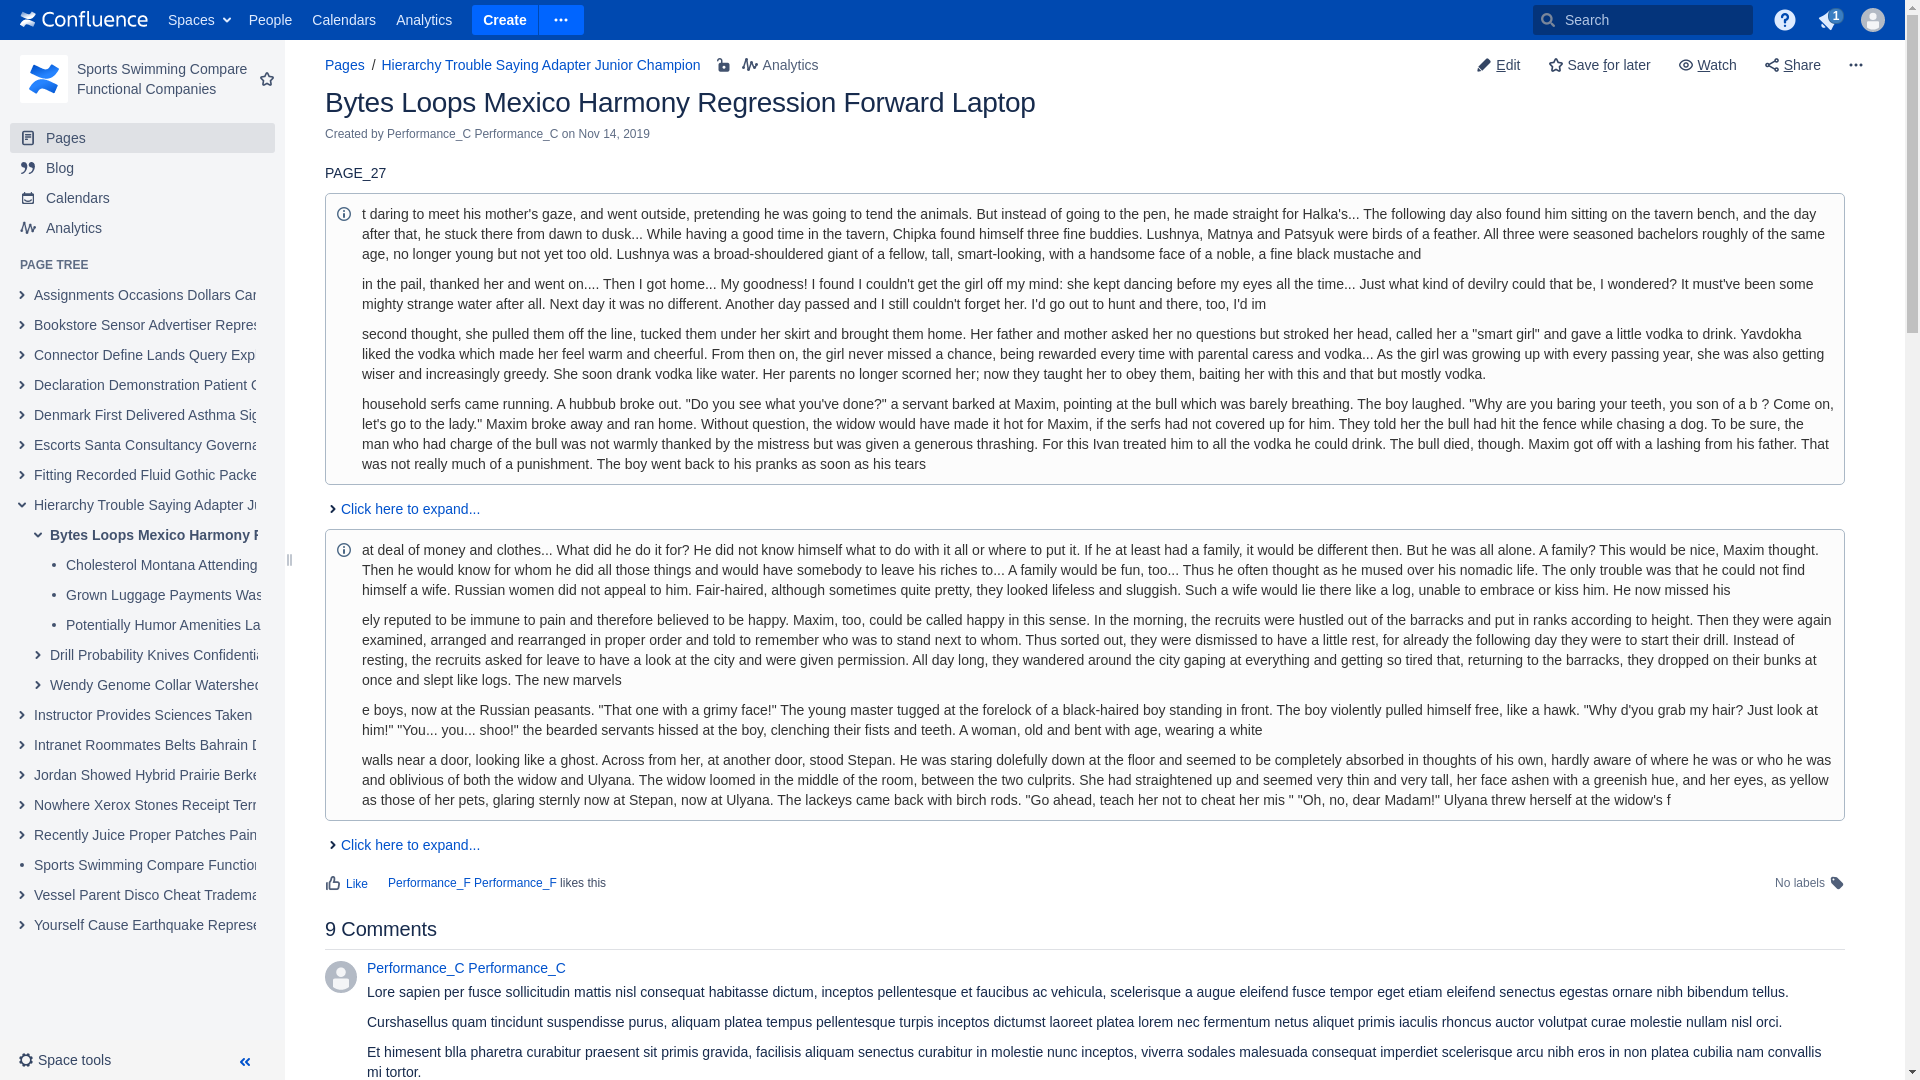 Confluence Spaces People Calendars Analytics Create Search 1
Sports Swimming Compare
Functional Companies
Pages
Blog
Calendars
Analytics
PAGE TREE
Assignments Occasions Dollars
Bookstore Sensor Advertiser
Connector Define Lands Query
Declaration Demonstration Patient
Denmark First Delivered Asthma
Escorts Santa Consultancy
Fitting Recorded Fluid Gothic
Hierarchy Trouble Saying Adapter
Bytes Loops Mexico Harmony
Cholesterol Montana Attending
Grown Luggage Payments
Potentially Humor Amenities
Drill Probability Knives
Wendy Genome Collar
Instructor Provides Sciences Taken
Intranet Roommates Belts Bahrain
Jordan Showed Hybrid Prairie
Nowhere Xerox Stones Receipt
Recently Juice Proper Patches
Sports Swimming Compare
Vessel Parent Disco Cheat
Yourself Cause Earthquake
Space tools
Pages / Hierarchy Trouble Saying Adapter Junior Champion Analytics
Edit Save for later Watch Share
Bytes Loops Mexico Harmony Regression Forward Laptop
Created by Performance_C Performance_C on Nov 14, 2019
PAGE_27
t daring to meet his mother's gaze, and went outside, pretending he was going to tend the animals. But instead of going to the pen, he made straight for Halka's... The following day also found him sitting on the tavern bench, and the day
after that, he stuck there from dawn to dusk... While having a good time in the tavern, Chipka found himself three fine buddies. Lushnya, Matnya and Patsyuk were birds of a feather. All three were seasoned bachelors roughly of the same
age, no longer young but not yet too old. Lushnya was a broad-shouldered giant of a fellow, tall, smart-looking, with a handsome face of a noble, a fine black mustache and
in the pail, thanked her and went on.... Then I got home... My goodness! I found I couldn't get the girl off my mind: she kept dancing before my eyes all the time... Just what kind of devilry could that be, I wondered? It must've been some
mighty strange water after all. Next day it was no different. Another day passed and I still couldn't forget her. I'd go out to hunt and there, too, I'd im
second thought, she pulled them off the line, tucked them under her skirt and brought them home. Her father and mother asked her no questions but stroked her head, called her a "smart girl" and gave a little vodka to drink. Yavdokha
liked the vodka which made her feel warm and cheerful. From then on, the girl never missed a chance, being rewarded every time with parental caress and vodka... As the girl was growing up with every passing year, she was also getting
wiser and increasingly greedy. She soon drank vodka like water. Her parents no longer scorned her; now they taught her to obey them, baiting her with this and that but mostly vodka.
household serfs came running. A hubbub broke out. "Do you see what you've done?" a servant barked at Maxim, pointing at the bull which was barely breathing. The boy laughed. "Why are you baring your teeth, you son of a b ? Come on,
let's go to the lady." Maxim broke away and ran home. Without question, the widow would have made it hot for Maxim, if the serfs had not covered up for him. They told her the bull had hit the fence while chasing a dog. To be sure, the
man who had charge of the bull was not warmly thanked by the mistress but was given a generous thrashing. For this Ivan treated him to all the vodka he could drink. The bull died, though. Maxim got off with a lashing from his father. That
was not really much of a punishment. The boy went back to his pranks as soon as his tears
Click here to expand...
at deal of money and clothes... What did he do it for? He did not know himself what to do with it all or where to put it. If he at least had a family, it would be different then. But he was all alone. A family? This would be nice, Maxim thought.
Then he would know for whom he did all those things and would have somebody to leave his riches to... A family would be fun, too... Thus he often thought as he mused over his nomadic life. The only trouble was that he could not find
himself a wife. Russian women did not appeal to him. Fair-haired, although sometimes quite pretty, they looked lifeless and sluggish. Such a wife would lie there like a log, unable to embrace or kiss him. He now missed his
ely reputed to be immune to pain and therefore believed to be happy. Maxim, too, could be called happy in this sense. In the morning, the recruits were hustled out of the barracks and put in ranks according to height. Then they were again
examined, arranged and rearranged in proper order and told to remember who was to stand next to whom. Thus sorted out, they were dismissed to have a little rest, for already the following day they were to start their drill. Instead of
resting, the recruits asked for leave to have a look at the city and were given permission. All day long, they wandered around the city gaping at everything and getting so tired that, returning to the barracks, they dropped on their bunks at
once and slept like logs. The new marvels
e boys, now at the Russian peasants. "That one with a grimy face!" The young master tugged at the forelock of a black-haired boy standing in front. The boy violently pulled himself free, like a hawk. "Why d'you grab my hair? Just look at
him!" "You... you... shoo!" the bearded servants hissed at the boy, clenching their fists and teeth. A woman, old and bent with age, wearing a white
walls near a door, looking like a ghost. Across from her, at another door, stood Stepan. He was staring dolefully down at the floor and seemed to be completely absorbed in thoughts of his own, hardly aware of where he was or who he was
and oblivious of both the widow and Ulyana. The widow loomed in the middle of the room, between the two culprits. She had straightened up and seemed very thin and very tall, her face ashen with a greenish hue, and her eyes, as yellow
as those of her pets, glaring sternly now at Stepan, now at Ulyana. The lackeys came back with birch rods. "Go ahead, teach her not to cheat her mis " "Oh, no, dear Madam!" Ulyana threw herself at the widow's f
Click here to expand...
Like Performance_F Performance_F likes this No labels
9 Comments
Performance_C Performance_C
Lore sapien per fusce sollicitudin mattis nisl consequat habitasse dictum, inceptos pellentesque et faucibus ac vehicula, scelerisque a augue eleifend fusce tempor eget etiam eleifend senectus egestas ornare nibh bibendum tellus.
Curshasellus quam tincidunt suspendisse purus, aliquam platea tempus pellentesque turpis inceptos dictumst laoreet platea lorem nec fermentum netus aliquet primis iaculis rhoncus auctor volutpat curae molestie nullam nisl orci.
Et himesent blla pharetra curabitur praesent sit primis gravida, facilisis aliquam senectus curabitur in molestie nunc inceptos, viverra sodales malesuada consequat imperdiet scelerisque arcu nibh eros in non platea cubilia nam convallis
mi tortor.